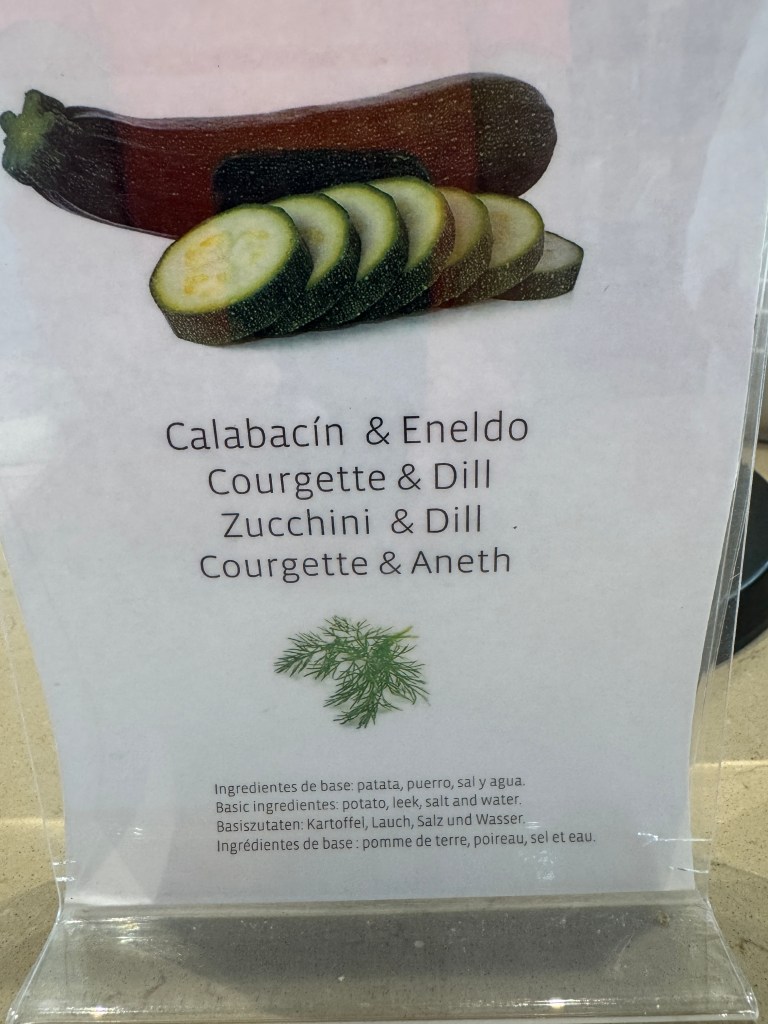 Calabacín & Eneldo
Courgette & Dill
Zucchini & Dill
Courgette & Aneth
Ingredientes de base: patata, puerro, sal y agua.
Basic ingredientes: potato, leek, salt and water.
Basiszutaten: Kartoffel, Lauch, Salz und Wasser.
Ingrédientes de base : pomme de terre, poireau, sel et eau.